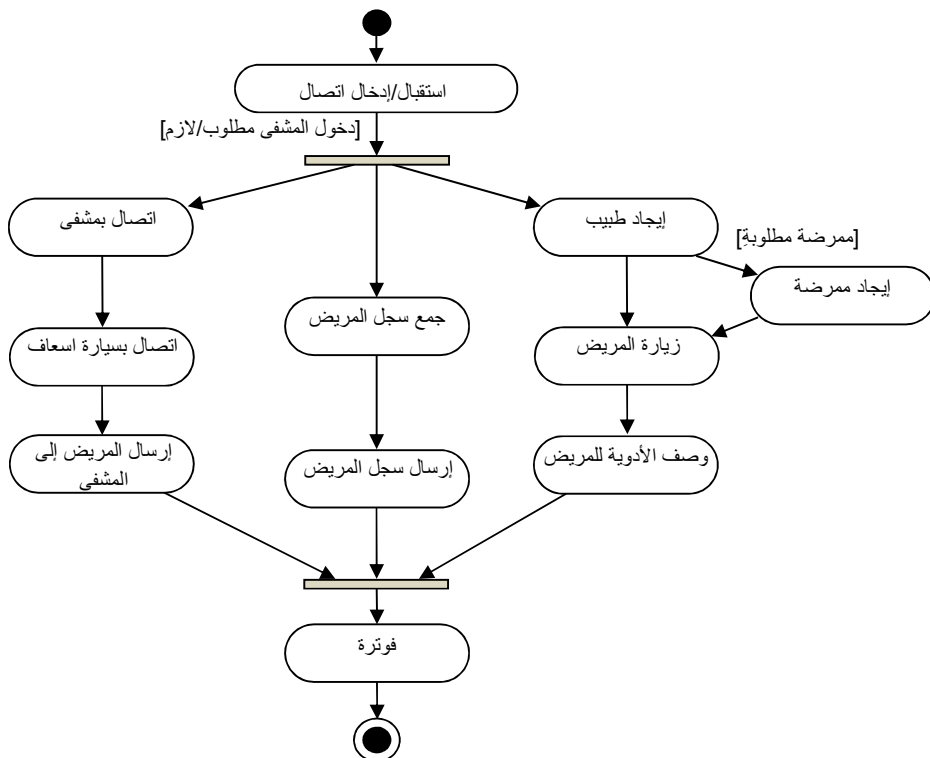 استقبال/إدخال اتصال
[دخول المشفى مطلوب/لازم]
اتصال بمشفى
إيجاد طبيب
[ممرضة مطلوبةِ]
إيجاد ممرضة
جمع سجل المريض
اتصال بسيارة اسعاف
زيارة المريض
إرسال المريض إلى
المشفى
إرسال سجل المريض
وصف الأدوية للمريض
فوترة